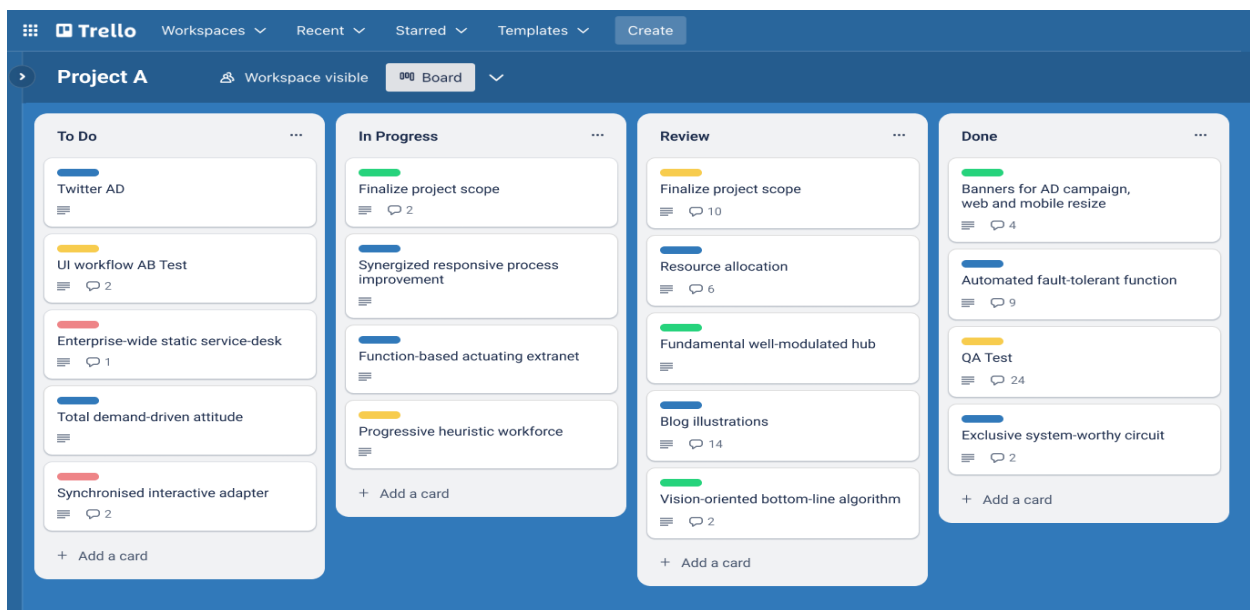 Trello Workspaces Recent Starred Templates Create
Project A Workspace visible Board
To Do ...
Twitter AD
UI workflow AB Test
2
Enterprise-wide static service-desk
1
Total demand-driven attitude
Synchronised interactive adapter
2
+ Add a card
In Progress ...
Finalize project scope
2
Synergized responsive process
improvement
Function-based actuating extranet
Progressive heuristic workforce
+ Add a card
Review ...
Finalize project scope
10
Resource allocation
6
Fundamental well-modulated hub
Blog illustrations
14
Vision-oriented bottom-line algorithm
2
+ Add a card
Done ...
Banners for AD campaign,
web and mobile resize
4
Automated fault-tolerant function
9
QA Test
24
Exclusive system-worthy circuit
2
+ Add a card